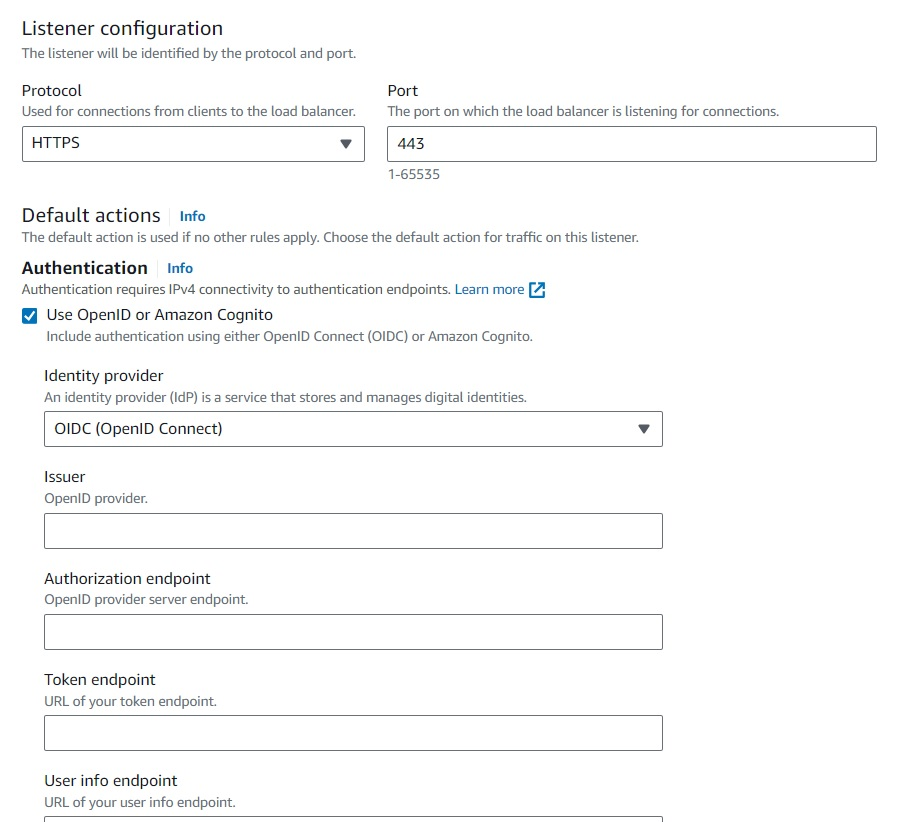 Listener configuration
The listener will be identified by the protocol and port.
Protocol
Used for connections from clients to the load balancer.
HTTPS
Port
The port on which the load balancer is listening for connections.
443
1-65535
Default actions Info
The default action is used if no other rules apply. Choose the default action for traffic on this listener.
Authentication Info
Authentication requires IPv4 connectivity to authentication endpoints. Learn more
Use OpenID or Amazon Cognito
Include authentication using either OpenID Connect (OIDC) or Amazon Cognito.
Identity provider
An identity provider (IdP) is a service that stores and manages digital identities.
OIDC (OpenID Connect)
Issuer
OpenID provider.
Authorization endpoint
OpenID provider server endpoint.
Token endpoint
URL of your token endpoint.
User info endpoint
URL of your user info endpoint.